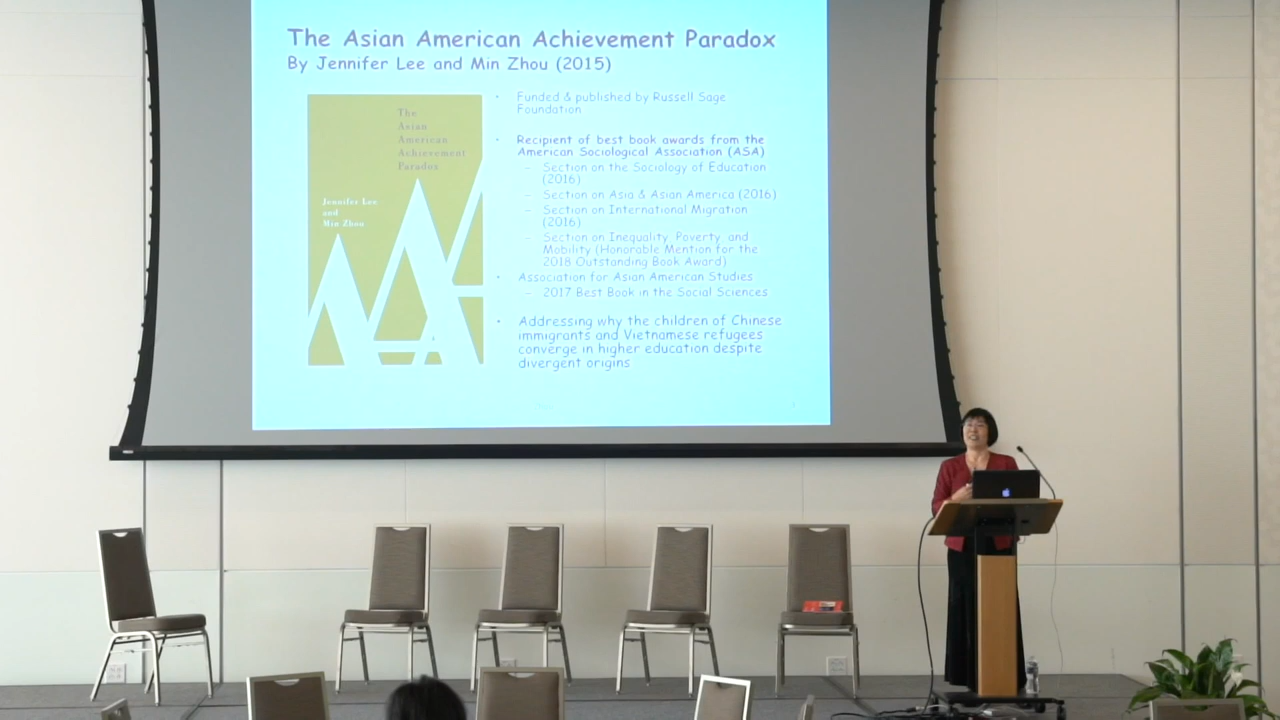 The Asian American Achievement Paradox
By Jennifer Lee and Min Zhou (2015)
The
Asian
American
Achievement
Paradox
Jennifer Lee
and
Min Zhou
• Funded & published by Russell Sage
Foundation
• Recipient of best book awards from the
American Sociological Association (ASA)
– Section on the Sociology of Education
(2016)
– Section on Asia & Asian America (2016)
– Section on International Migration
(2016)
– Section on Inequality, Poverty, and
Mobility (Honorable Mention for the
2018 Outstanding Book Award)
• Association for Asian American Studies
– 2017 Best Book in the Social Sciences
• Addressing why the children of Chinese
immigrants and Vietnamese refugees
converge in higher education despite
divergent origins